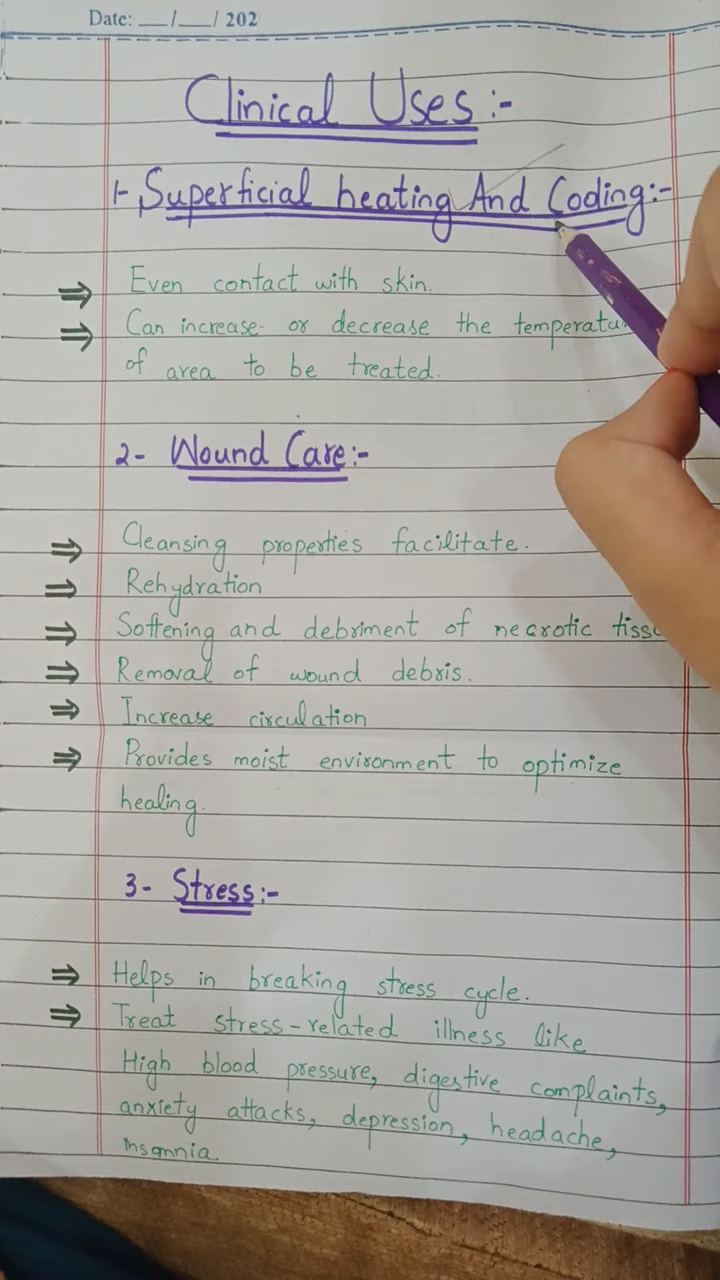 Date: __/__/ 202
Clinical Uses:-
1-, Superficial heating And Coding:-
⇒ Even contact with skin.
⇒ Can increase or decrease the temperatu
of area to be treated.
2- Wound Care:-
⇒ Cleansing properties facilitate.
⇒ Rehydration
⇒ Softening and debriment of necrotic tissu
⇒ Removal of wound debris.
⇒ Increase circulation
⇒ Provides moist environment to optimize
healing.
3- Stress:-
⇒ Helps in breaking stress cycle.
⇒ Treat stress-related illness like
High blood pressure, digestive complaints,
anxiety attacks, depression, headache,
Insomnia.